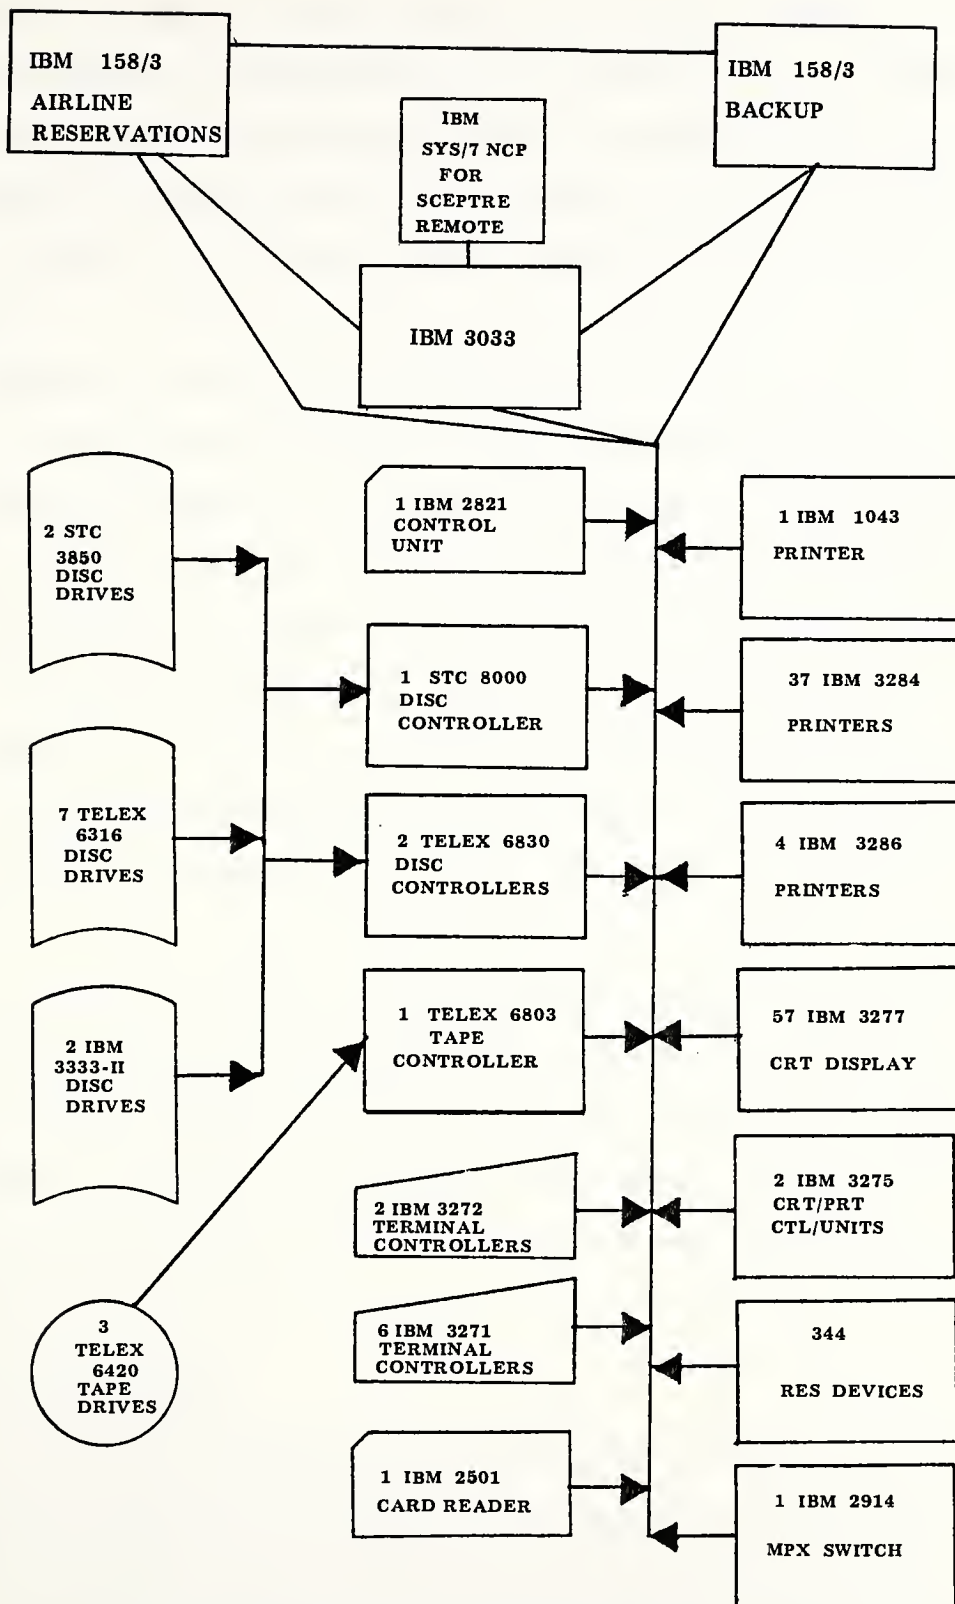 IBM 158/3
AIRLINE
RESERVATIONS
IBM 158/3
BACKUP
IBM
SYS/7 NCP
FOR
SCEPTRE
REMOTE
IBM 3033
2 STC
3850
DISC
DRIVES
1 IBM 2821
CONTROL
UNIT
1 IBM 1043
PRINTER
1 STC 8000
DISC
CONTROLLER
37 IBM 3284
PRINTERS
7 TELEX
6316
DISC
DRIVES
2 TELEX 6830
DISC
CONTROLLERS
4 IBM 3286
PRINTERS
2 IBM
3333-II
DISC
DRIVES
1 TELEX 6803
TAPE
CONTROLLER
57 IBM 3277
CRT DISPLAY
2 IBM 3272
TERMINAL
CONTROLLERS
2 IBM 3275
CRT/PRT
CTL/UNITS
3
TELEX
6420
TAPE
DRIVES
6 IBM 3271
TERMINAL
CONTROLLERS
344
RES DEVICES
1 IBM 2501
CARD READER
1 IBM 2914
MPX SWITCH